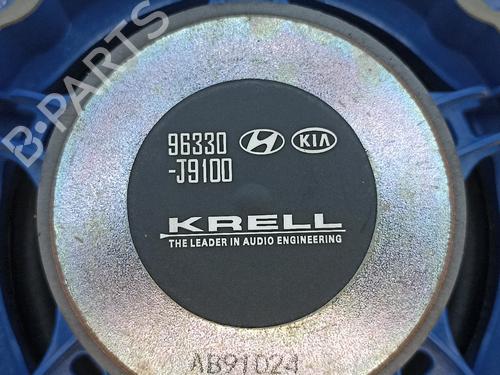 B-PARTS
96330
-J9100
KIA
KRELL
THE LEADER IN AUDIO ENGINEERING
AB91024